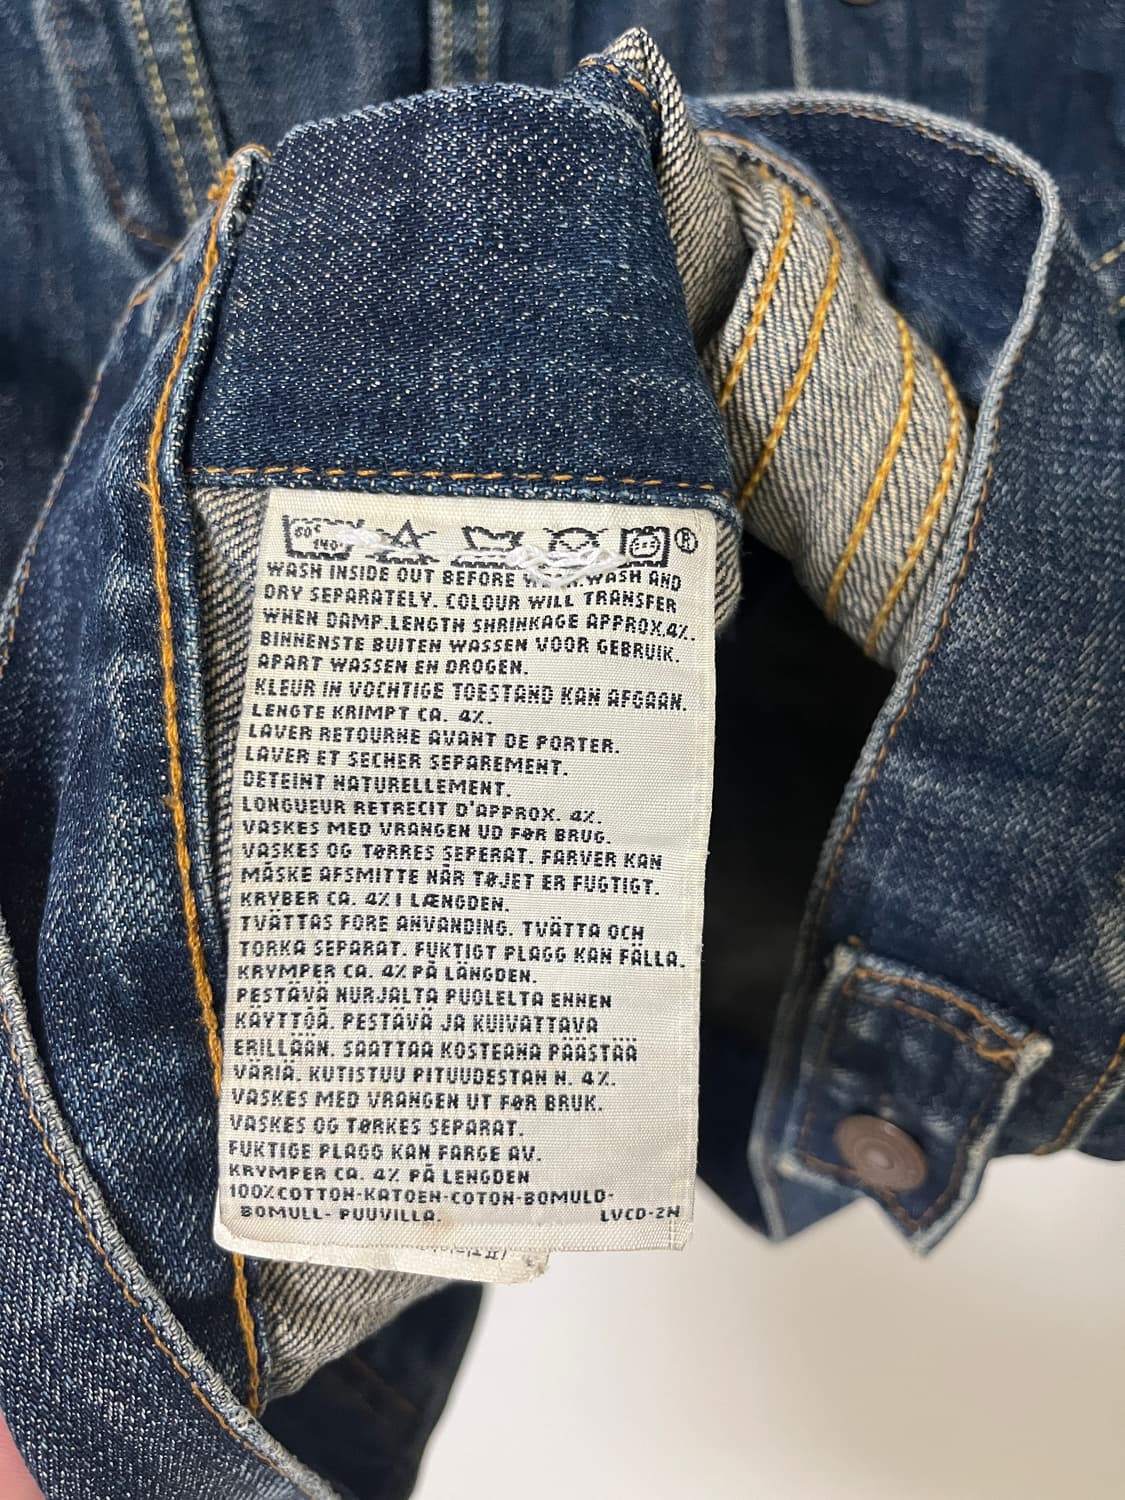 60°C
140°
®
WASH INSIDE OUT BEFORE WASH AND
DRY SEPARATELY. COLOUR WILL TRANSFER
WHEN DAMP.LENGTH SHRINKAGE APPROX.4%.
BINNENSTE BUITEN WASSEN VOOR GEBRUIK.
APART WASSEN EN DROGEN.
KLEUR IN VOCHTIGE TOESTAND KAN AFGAAN.
LENGTE KRIMPT CA. 4%.
LAVER RETOURNE AVANT DE PORTER.
LAVER ET SECHER SEPAREMENT.
DETEINT NATURELLEMENT.
LONGUEUR RETRECIT D'APPROX. 4%.
VASKES MED VRANGEN UD FØR BRUG.
VASKES OG TØRRES SEPERAT. FARVER KAN
MÅSKE AFSMITTE NÅR TØJET ER FUGTIGT.
KRYBER CA. 4% I LÆNGDEN.
TVÄTTAS FORE ANVANDING. TVÄTTA OCH
TORKA SEPARAT. FUKTIGT PLAGG KAN FÄLLA.
KRYMPER CA. 4% PÅ LÄNGDEN.
PESTÄVÄ NURJALTA PUOLELTA ENNEN
KÄYTTÖÄ. PESTÄVÄ JA KUIVATTAVA
ERILLÄÄN. SAATTAA KOSTEANA PÄÄSTÄÄ
VÄRIÄ. KUTISTUU PITUUDESTAN N. 4%.
VASKES MED VRANGEN UT FØR BRUK.
VASKES OG TØRKES SEPARAT.
FUKTIGE PLAGG KAN FARGE AV.
KRYMPER CA. 4% PÅ LENGDEN
100%COTTON-KATOEN-COTON-BOMULD-
BOMULL- PUUVILLA. LVCD-2N